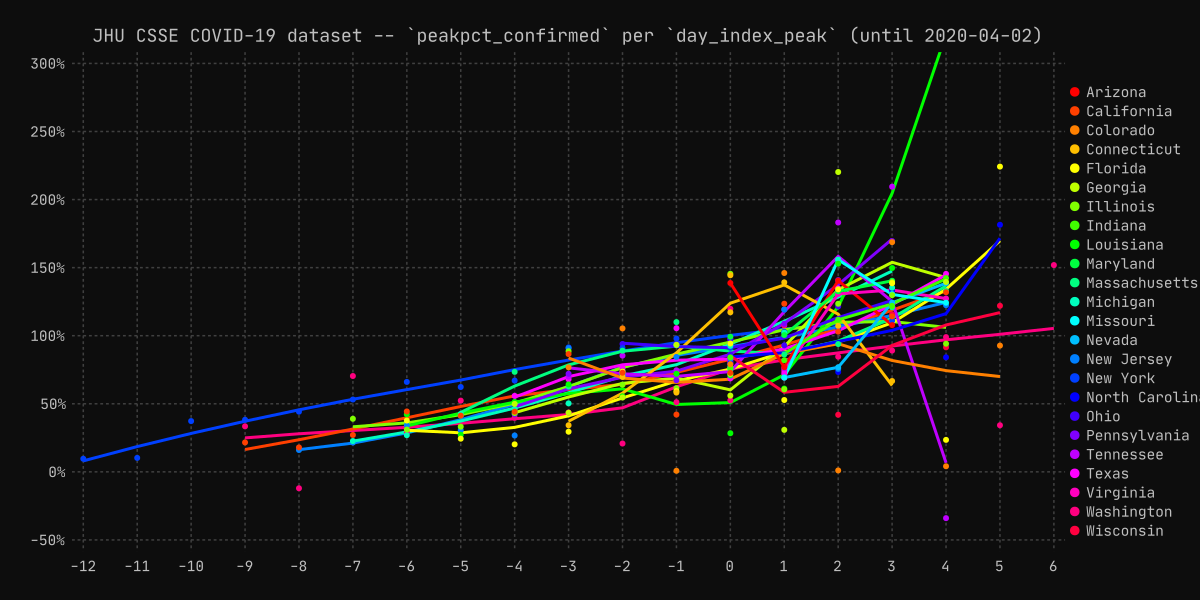 JHU CSSE COVID-19 dataset -- `peakpct_confirmed` per `day_index_peak` (until 2020-04-02)
300%
250%
200%
150%
100%
50%
0%
-50%
-12 -11 -10 -9 -8 -7 -6 -5 -4 -3 -2 -1 0 1 2 3 4 5 6
Arizona
California
Colorado
Connecticut
Florida
Georgia
Illinois
Indiana
Louisiana
Maryland
Massachusetts
Michigan
Missouri
Nevada
New Jersey
New York
North Carolina
Ohio
Pennsylvania
Tennessee
Texas
Virginia
Washington
Wisconsin